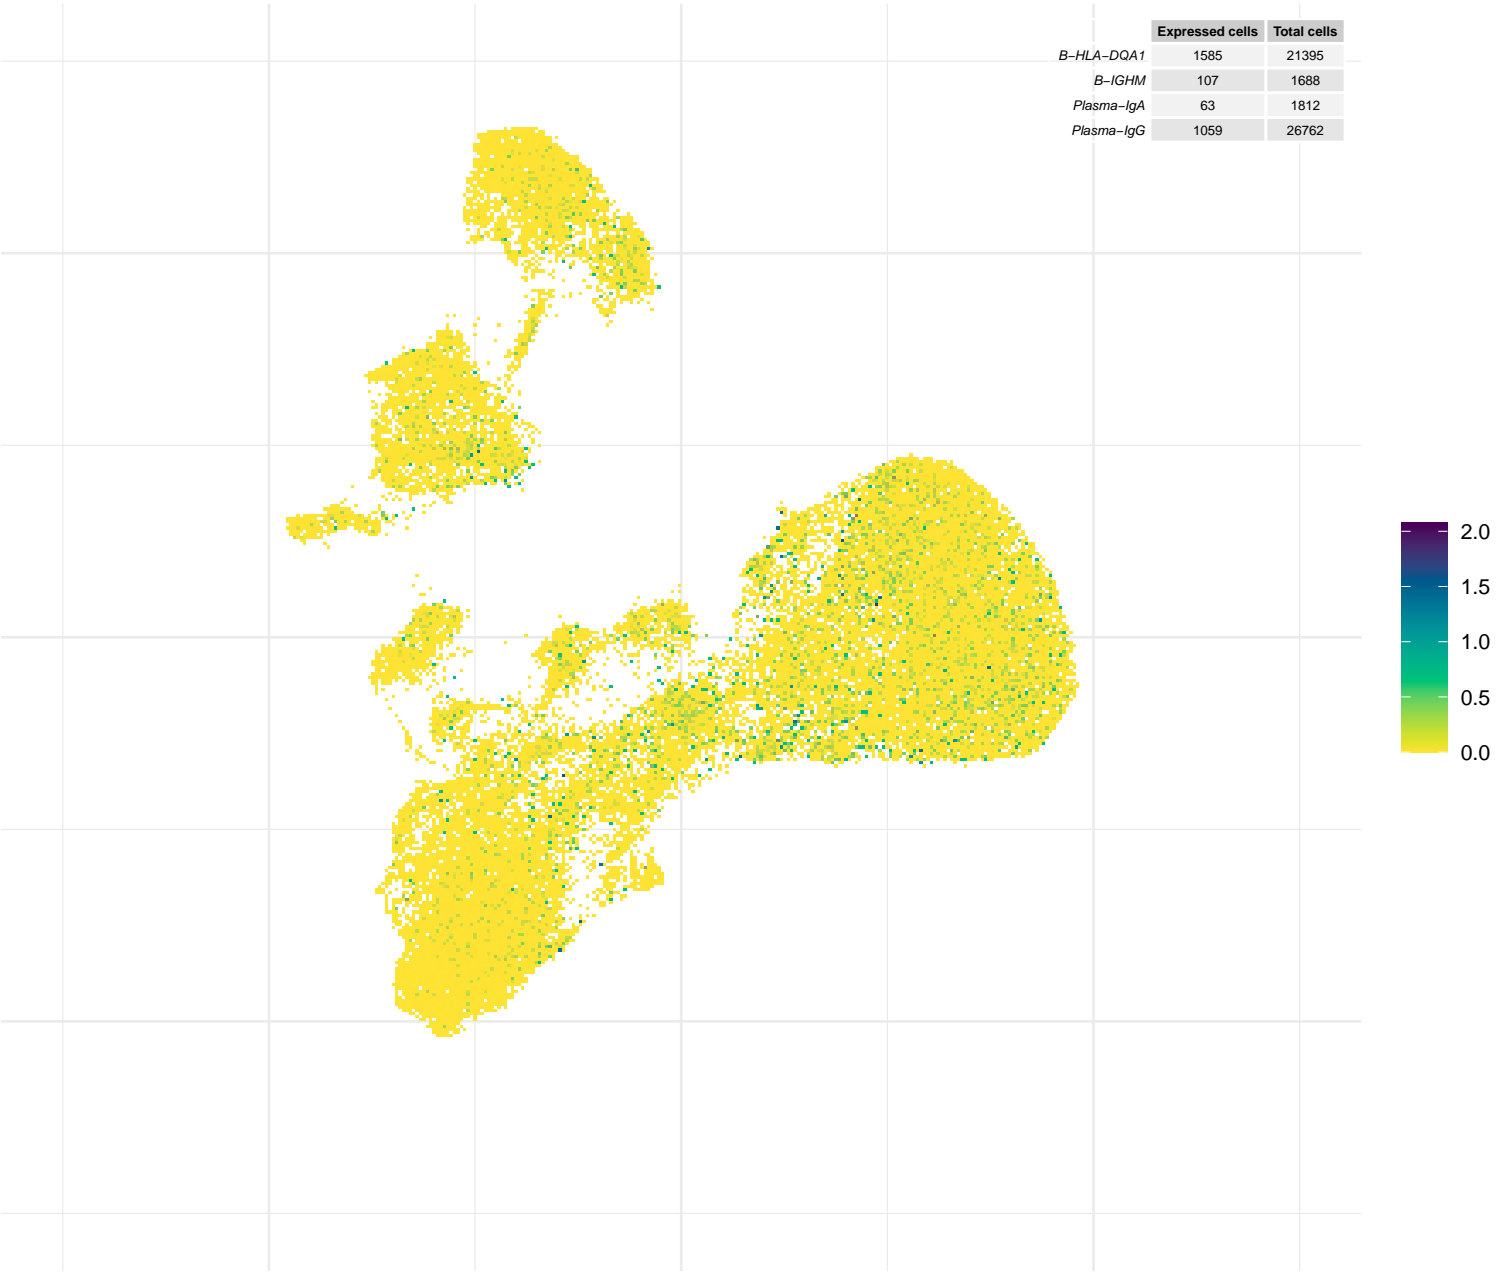 Expressed cells Total cells
B−HLA−DQA1 1585 21395
B−IGHM 107 1688
Plasma−IgA 63 1812
Plasma−IgG 1059 26762
2.0
1.5
1.0
0.5
0.0